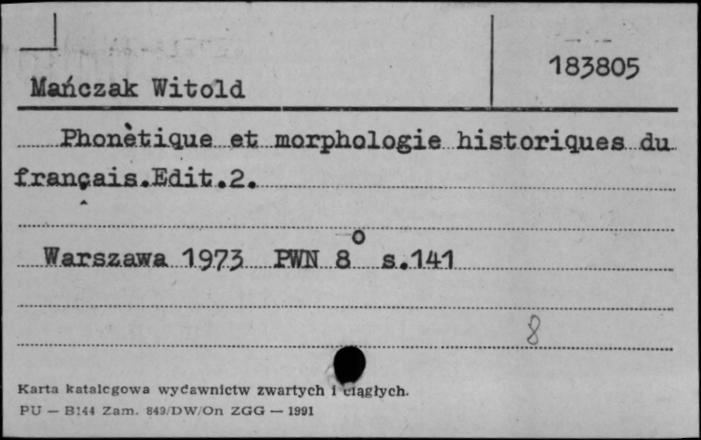 183805
Mańczak Witold
Phonètique et morphologie historiques du
français.Edit.2.
Warszawa 1973 PWN 8° s.141
8
Karta katalogowa wydawnictw zwartych i ciągłych.
PU — B144 Zam. 849/DW/On ZGG — 1991